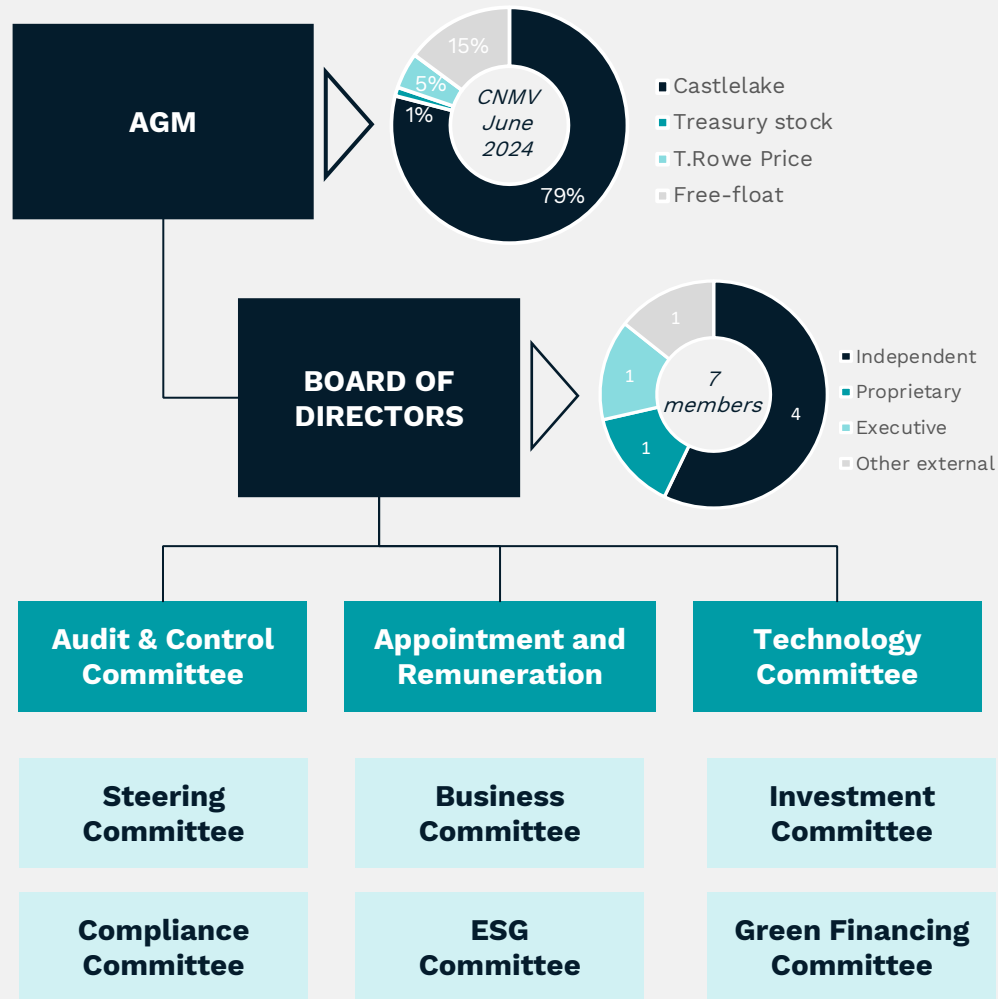 AGM
15%
5%
1%
79%
CNMV
June
2024
Castlelake
Treasury stock
T.Rowe Price
Free-float
BOARD OF
DIRECTORS
1
1
1
4
7
members
Independent
Proprietary
Executive
Other external
Audit & Control
Committee
Appointment and
Remuneration
Technology
Committee
Steering
Committee
Business
Committee
Investment
Committee
Compliance
Committee
ESG
Committee
Green Financing
Committee